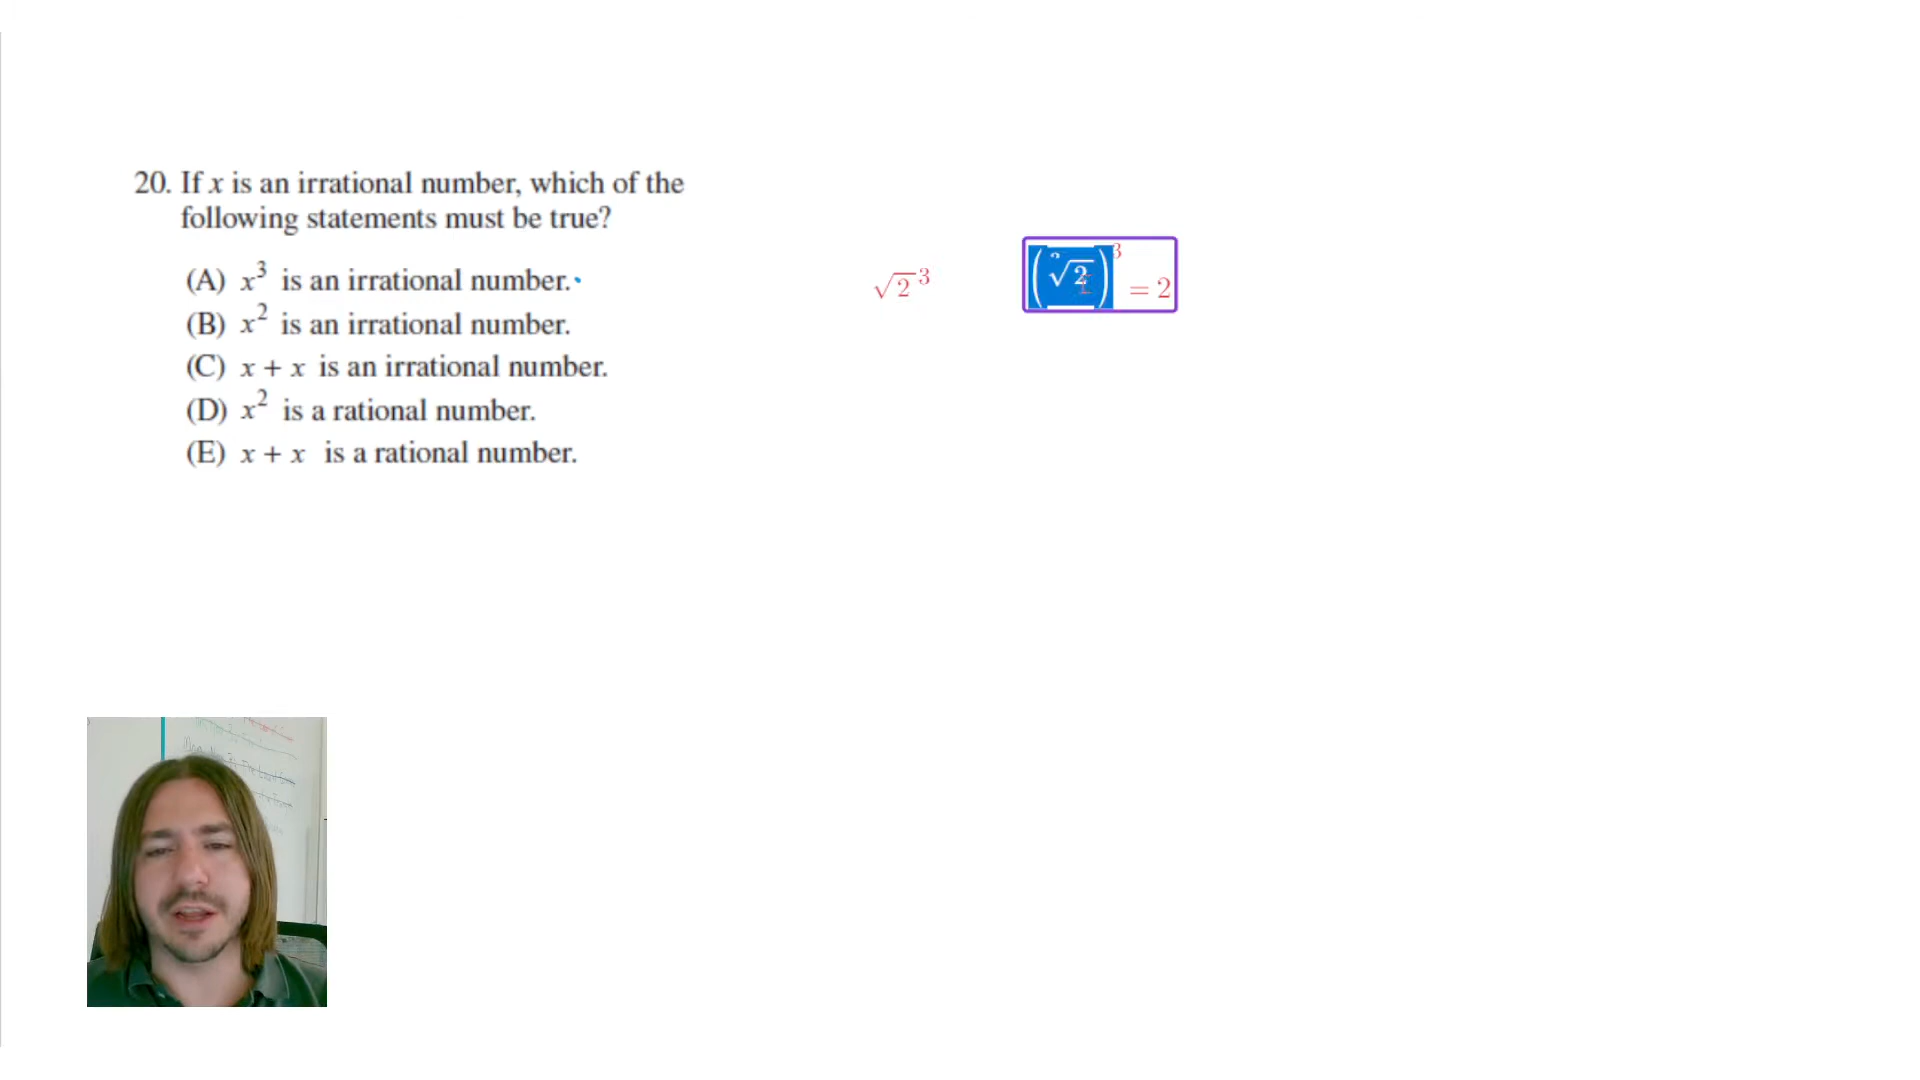 20. If x is an irrational number, which of the
following statements must be true?
(A) x³ is an irrational number.
(B) x² is an irrational number.
(C) x + x is an irrational number.
(D) x² is a rational number.
(E) x + x is a rational number.
√2³
(∛2)³ = 2